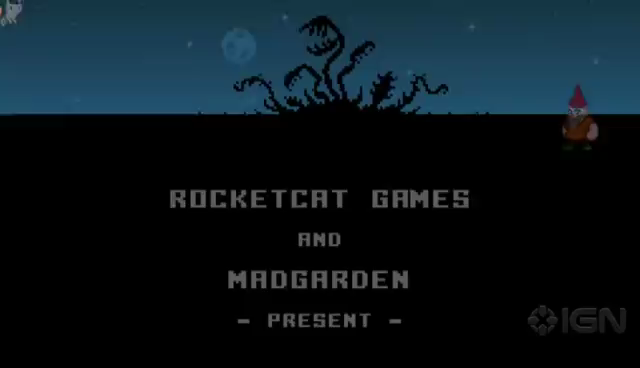 ROCKETCAT GAMES
AND
MADGARDEN
- PRESENT -
IGN